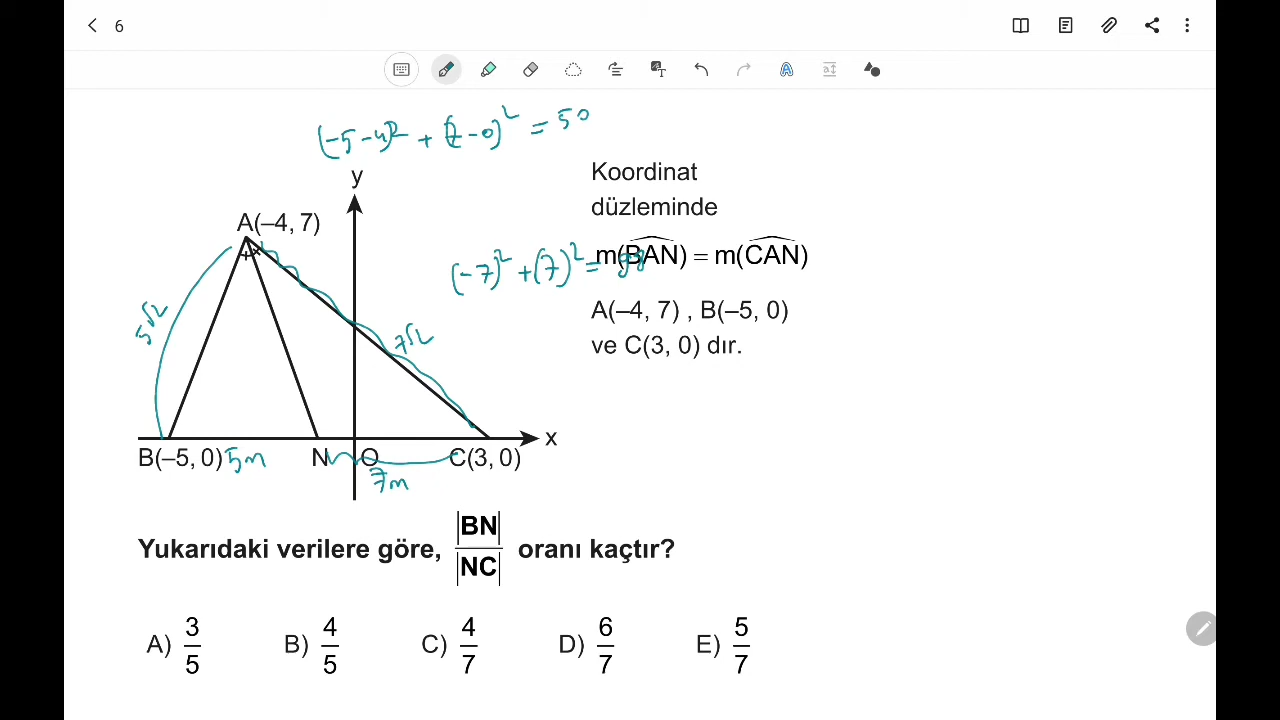 6
(-5-4)² + (7-0)² = 50
y
Koordinat
düzleminde
A(–4, 7)
m(BAN) = m(CAN)
(-7)² + (7)² = 98
A(–4, 7) , B(–5, 0)
ve C(3, 0) dır.
5√2
7√2
x
B(–5, 0) 5m N O C(3, 0)
7m
Yukarıdaki verilere göre, |BN| / |NC| oranı kaçtır?
A) 3/5 B) 4/5 C) 4/7 D) 6/7 E) 5/7